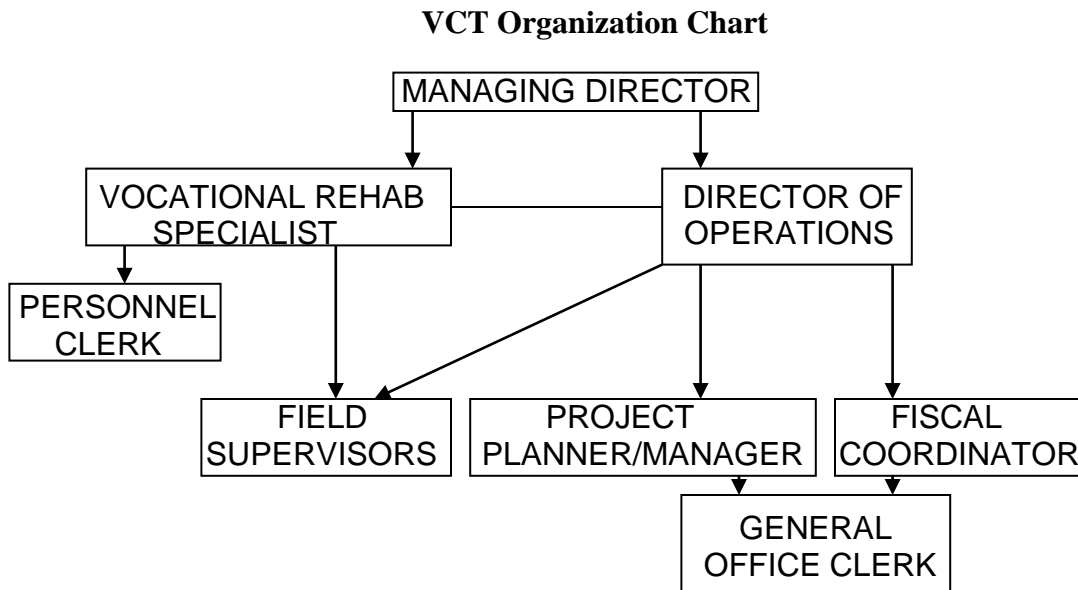 VCT Organization Chart
MANAGING DIRECTOR
VOCATIONAL REHAB
SPECIALIST
DIRECTOR OF
OPERATIONS
PERSONNEL
CLERK
FIELD
SUPERVISORS
PROJECT
PLANNER/MANAGER
FISCAL
COORDINATOR
GENERAL
OFFICE CLERK